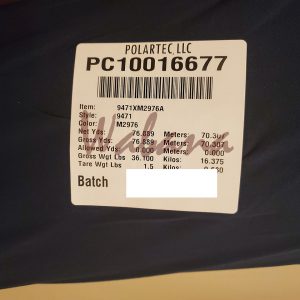 POLARTEC, LLC
PC10016677
Item: 9471XM2976A
Style: 9471
Color: M2976
Net Yds: 76.889 Meters: 70.307
Gross Yds: 76.889 Meters: 70.307
Allowed Yds: 0.000 Meters: 0.000
Gross Wgt Lbs 36.100 Kilos: 16.375
Tare Wgt Lbs 1.5 Kilos:
Batch